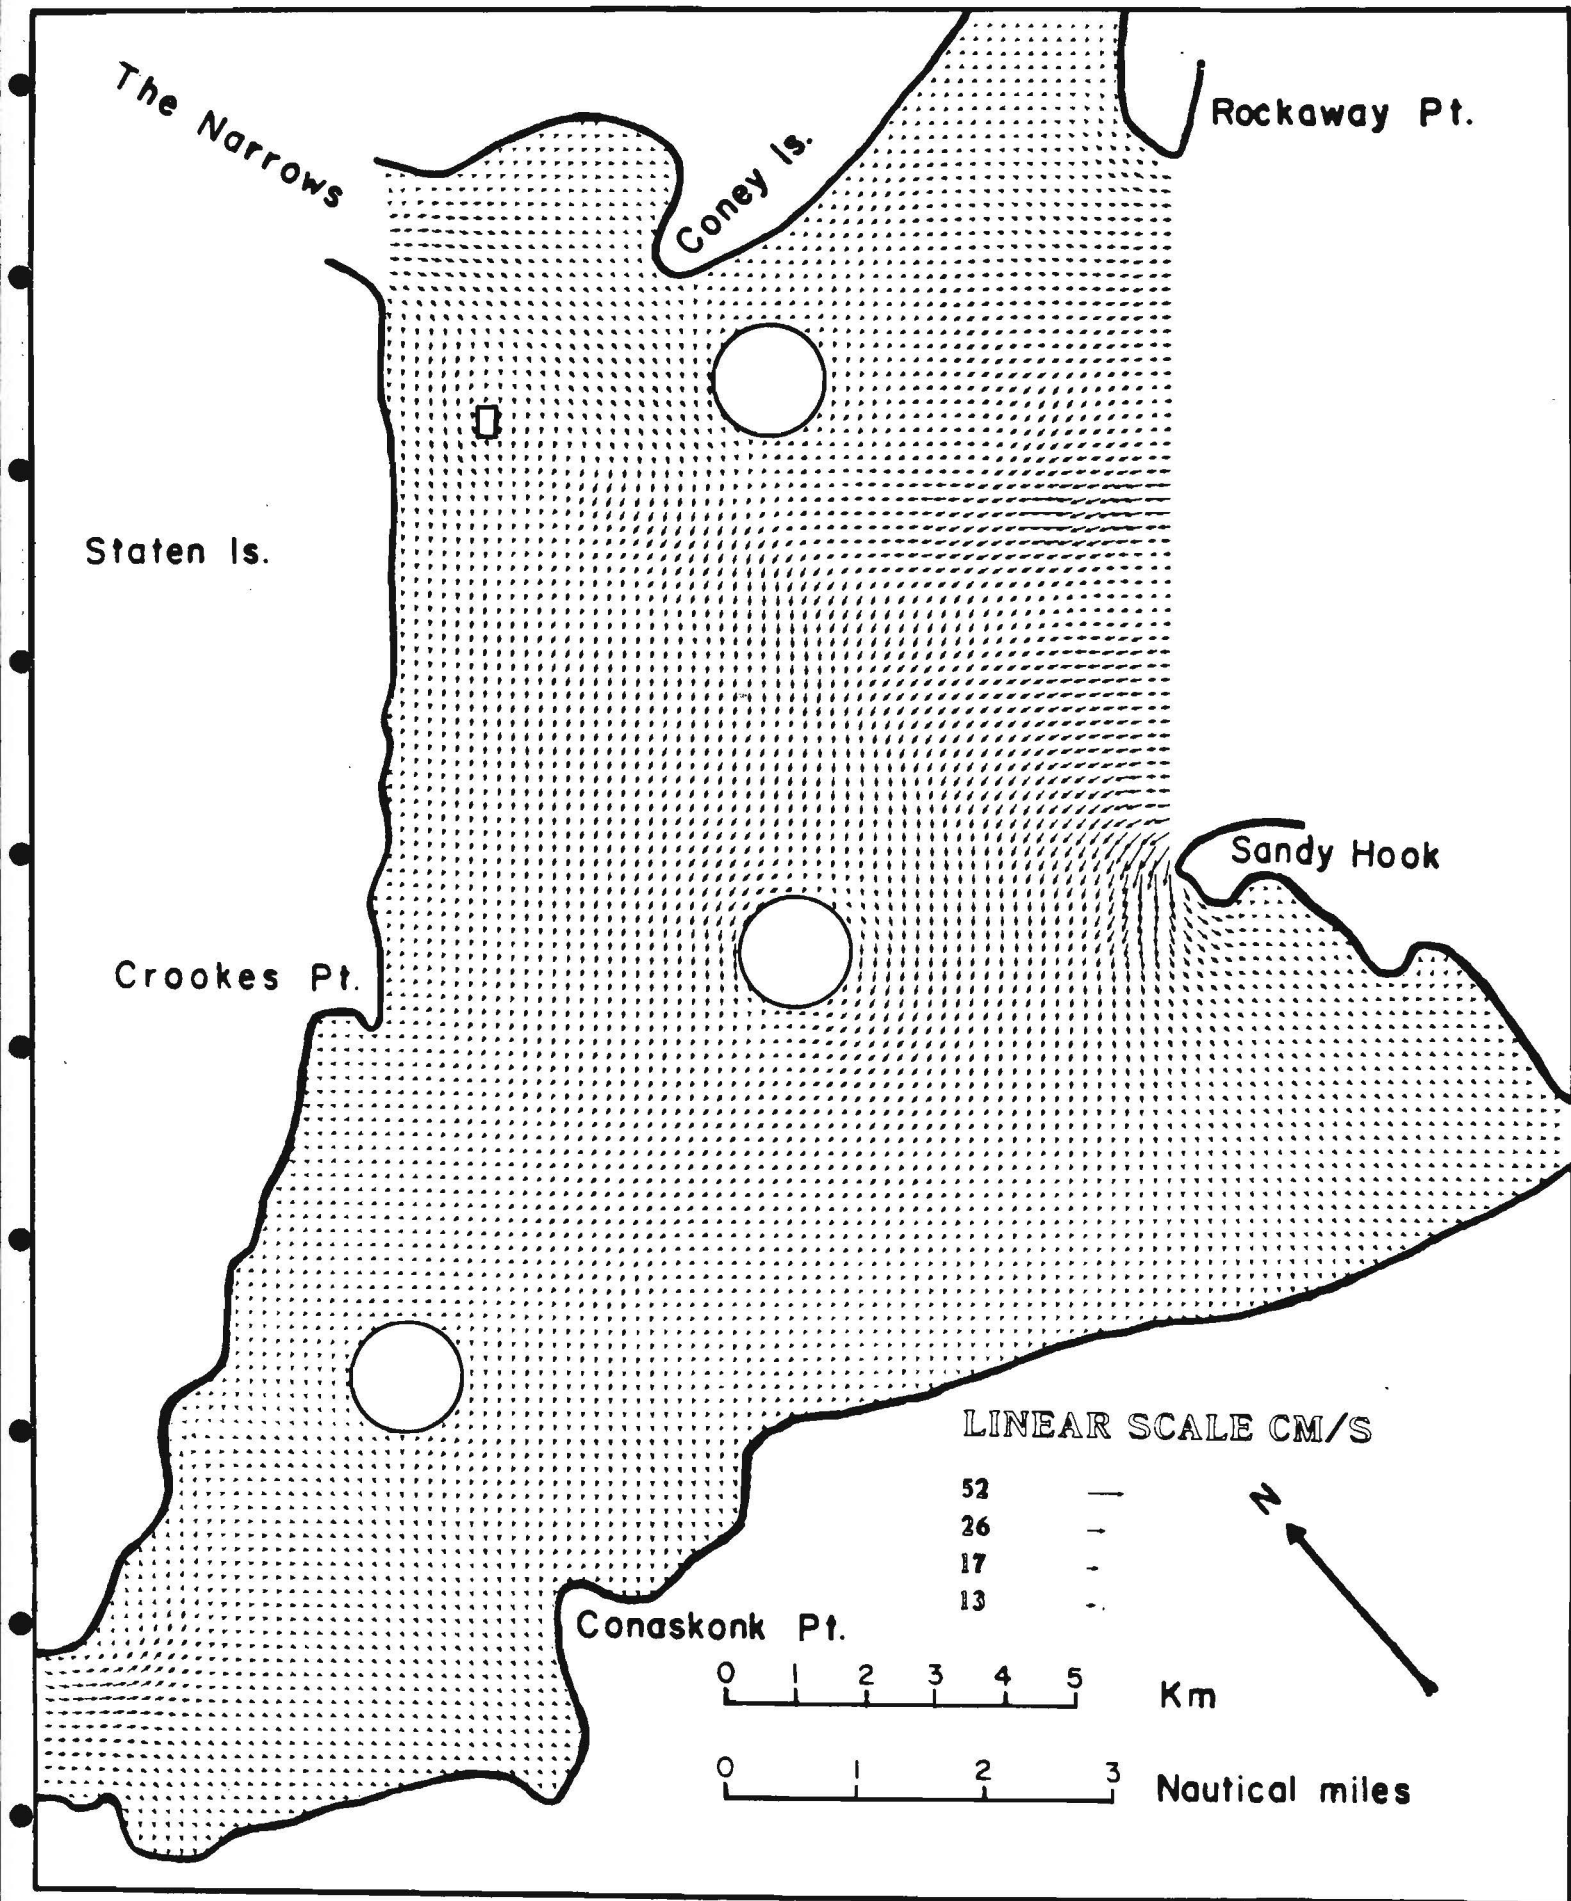 The Narrows
Coney Is.
Rockaway Pt.
Staten Is.
Sandy Hook
Crookes Pt.
LINEAR SCALE CM/S
52
26
17
13
N
Conaskonk Pt.
0 1 2 3 4 5
Km
0 1 2 3
Nautical miles